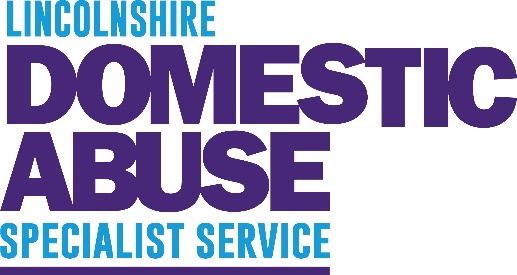 LINCOLNSHIRE
DOMESTIC
ABUSE
SPECIALIST SERVICE